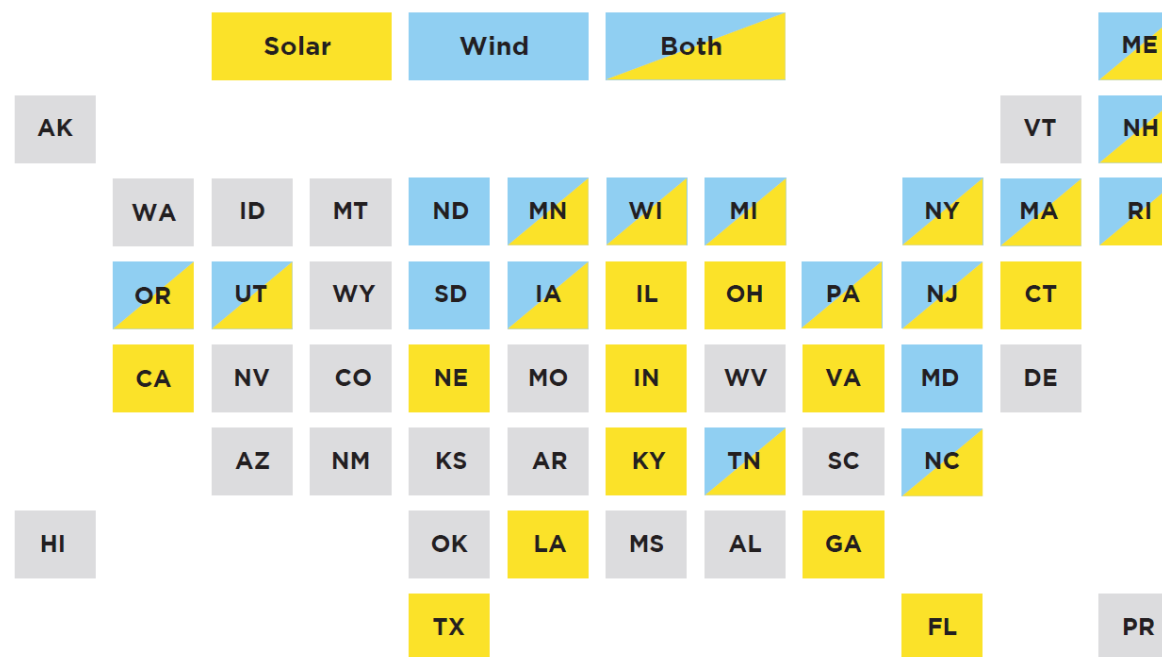 Solar Wind Both ME
AK VT NH
WA ID MT ND MN WI MI NY MA RI
OR UT WY SD IA IL OH PA NJ CT
CA NV CO NE MO IN WV VA MD DE
AZ NM KS AR KY TN SC NC
HI OK LA MS AL GA
TX FL PR